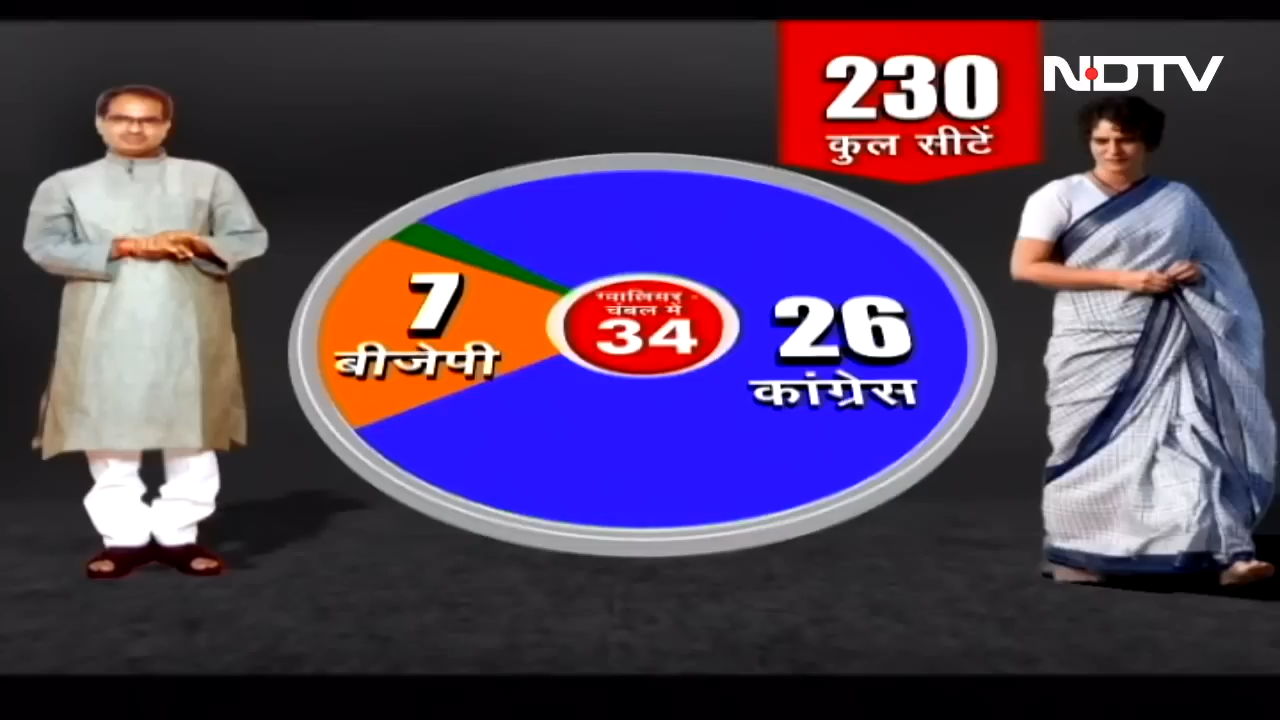 NDTV
230
कुल सीटें
ग्वालियर -
चंबल में
34
7
बीजेपी
26
कांग्रेस